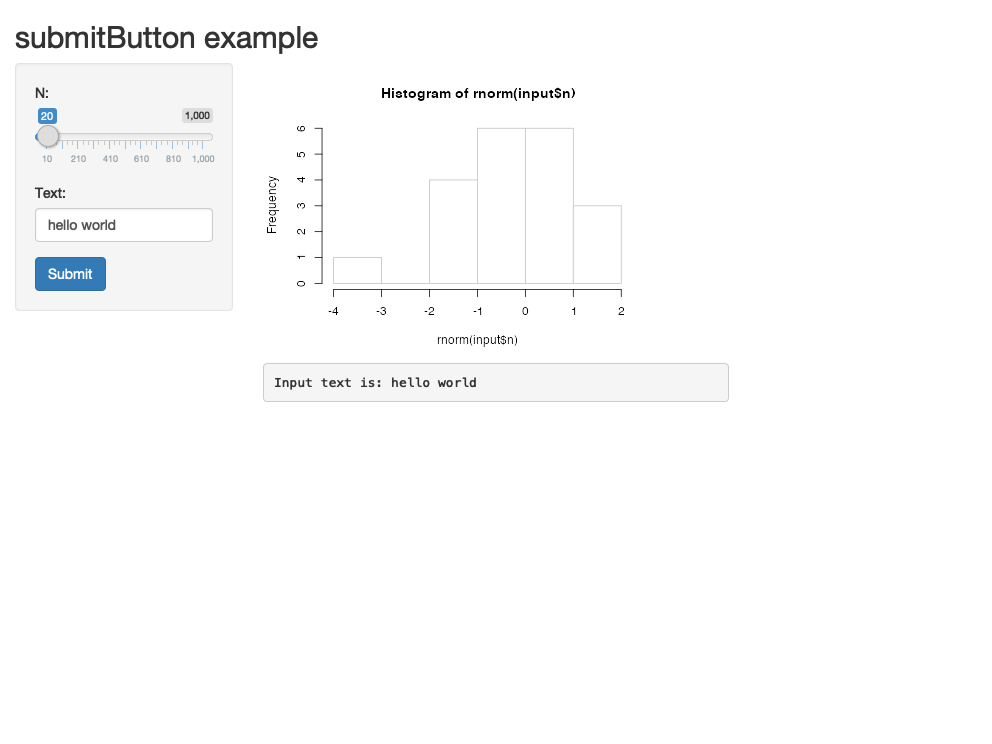 submitButton example
N:
20 1,000
10 210 410 610 810 1,000
Text:
hello world
Submit
Histogram of rnorm(input$n)
Frequency
6
5
4
3
2
1
0
-4 -3 -2 -1 0 1 2
rnorm(input$n)
Input text is: hello world